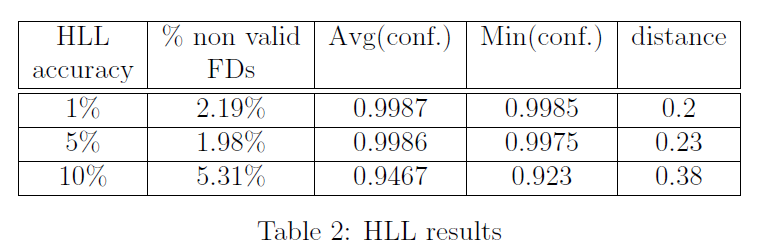 HLL accuracy % non valid FDs Avg(conf.) Min(conf.) distance
1% 2.19% 0.9987 0.9985 0.2
5% 1.98% 0.9986 0.9975 0.23
10% 5.31% 0.9467 0.923 0.38
Table 2: HLL results